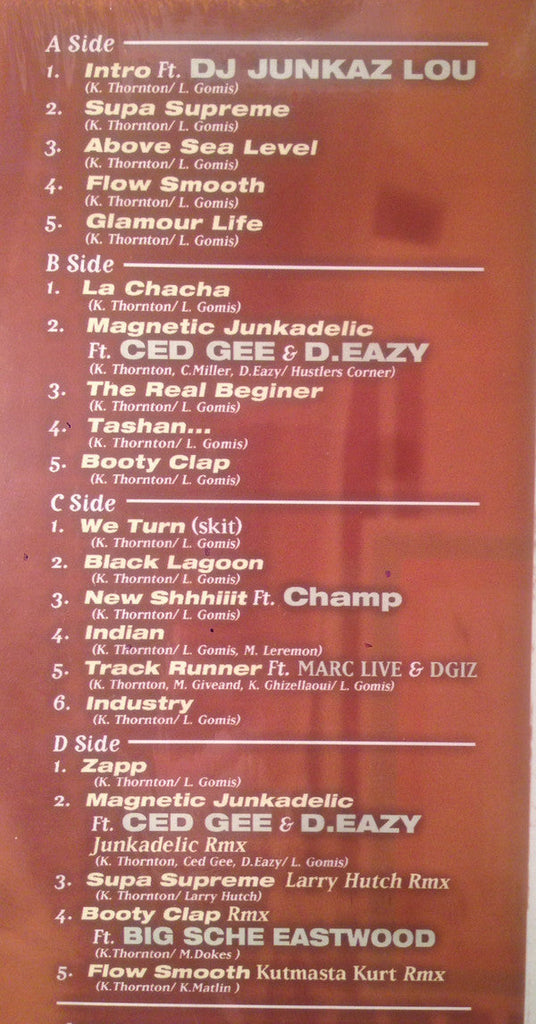 A Side
1. Intro Ft. DJ JUNKAZ LOU
(K. Thornton/ L. Gomis)
2. Supa Supreme
(K. Thornton/ L. Gomis)
3. Above Sea Level
(K. Thornton/ L. Gomis)
4. Flow Smooth
(K. Thornton/ L. Gomis)
5. Glamour Life
(K. Thornton/ L. Gomis)
B Side
1. La Chacha
(K. Thornton/ L. Gomis)
2. Magnetic Junkadelic
Ft. CED GEE & D.EAZY
(K. Thornton, C.Miller, D.Eazy/ Hustlers Corner)
3. The Real Beginer
(K. Thornton/ L. Gomis)
4. Tashan...
(K. Thornton/ L. Gomis)
5. Booty Clap
(K. Thornton/ L. Gomis)
C Side
1. We Turn (skit)
(K. Thornton/ L. Gomis)
2. Black Lagoon
(K. Thornton/ L. Gomis)
3. New Shhhiiit Ft. Champ
(K. Thornton/ L. Gomis)
4. Indian
(K. Thornton/ L. Gomis, M. Leremon)
5. Track Runner Ft. MARC LIVE & DGIZ
(K. Thornton, M. Giveand, K. Ghizellaoui/ L. Gomis)
6. Industry
(K. Thornton/ L. Gomis)
D Side
1. Zapp
(K. Thornton/ L. Gomis)
2. Magnetic Junkadelic
Ft. CED GEE & D.EAZY
Junkadelic Rmx
(K. Thornton, Ced Gee, D.Eazy/ L. Gomis)
3. Supa Supreme Larry Hutch Rmx
(K. Thornton/ Larry Hutch)
4. Booty Clap Rmx
Ft. BIG SCHE EASTWOOD
(K.Thornton/ M.Dokes )
5. Flow Smooth Kutmasta Kurt Rmx
(K.Thornton/ K.Matlin )